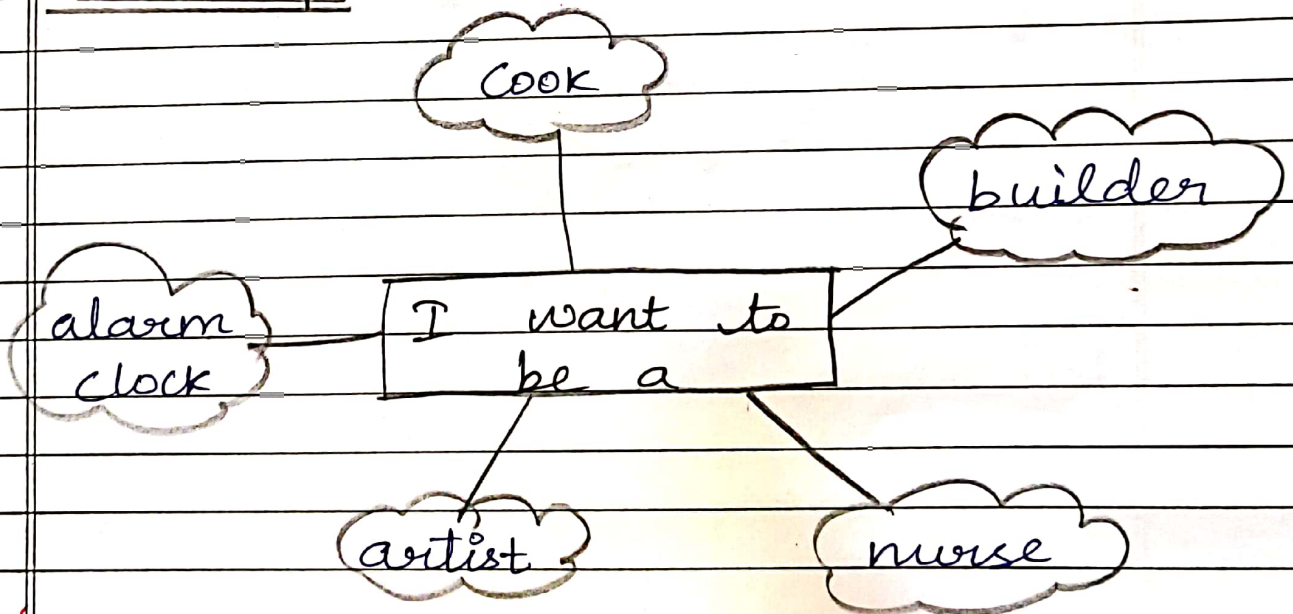 Cook
builder
alarm
clock
I want to
be a
artist
nurse